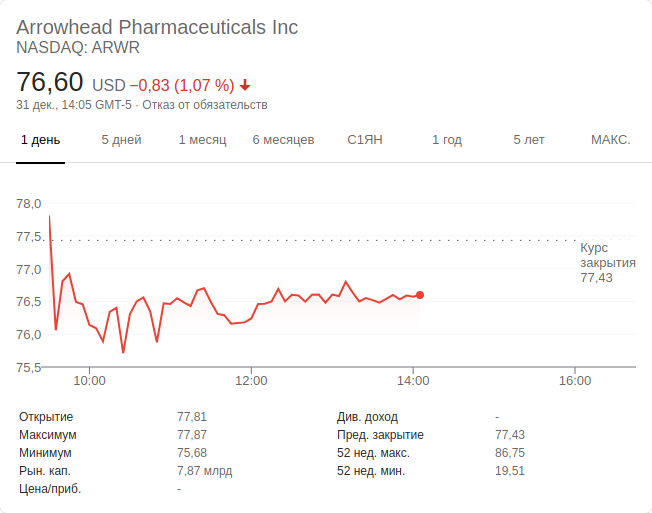 Arrowhead Pharmaceuticals Inc
NASDAQ: ARWR
76,60 USD −0,83 (1,07 %)
31 дек., 14:05 GMT-5 · Отказ от обязательств
1 день 5 дней 1 месяц 6 месяцев С1ЯН 1 год 5 лет МАКС.
78,0
77,5
77,0
76,5
76,0
75,5
Курс
закрытия
77,43
10:00 12:00 14:00 16:00
Открытие 77,81 Див. доход -
Максимум 77,87 Пред. закрытие 77,43
Минимум 75,68 52 нед. макс. 86,75
Рын. кап. 7,87 млрд 52 нед. мин. 19,51
Цена/приб. -